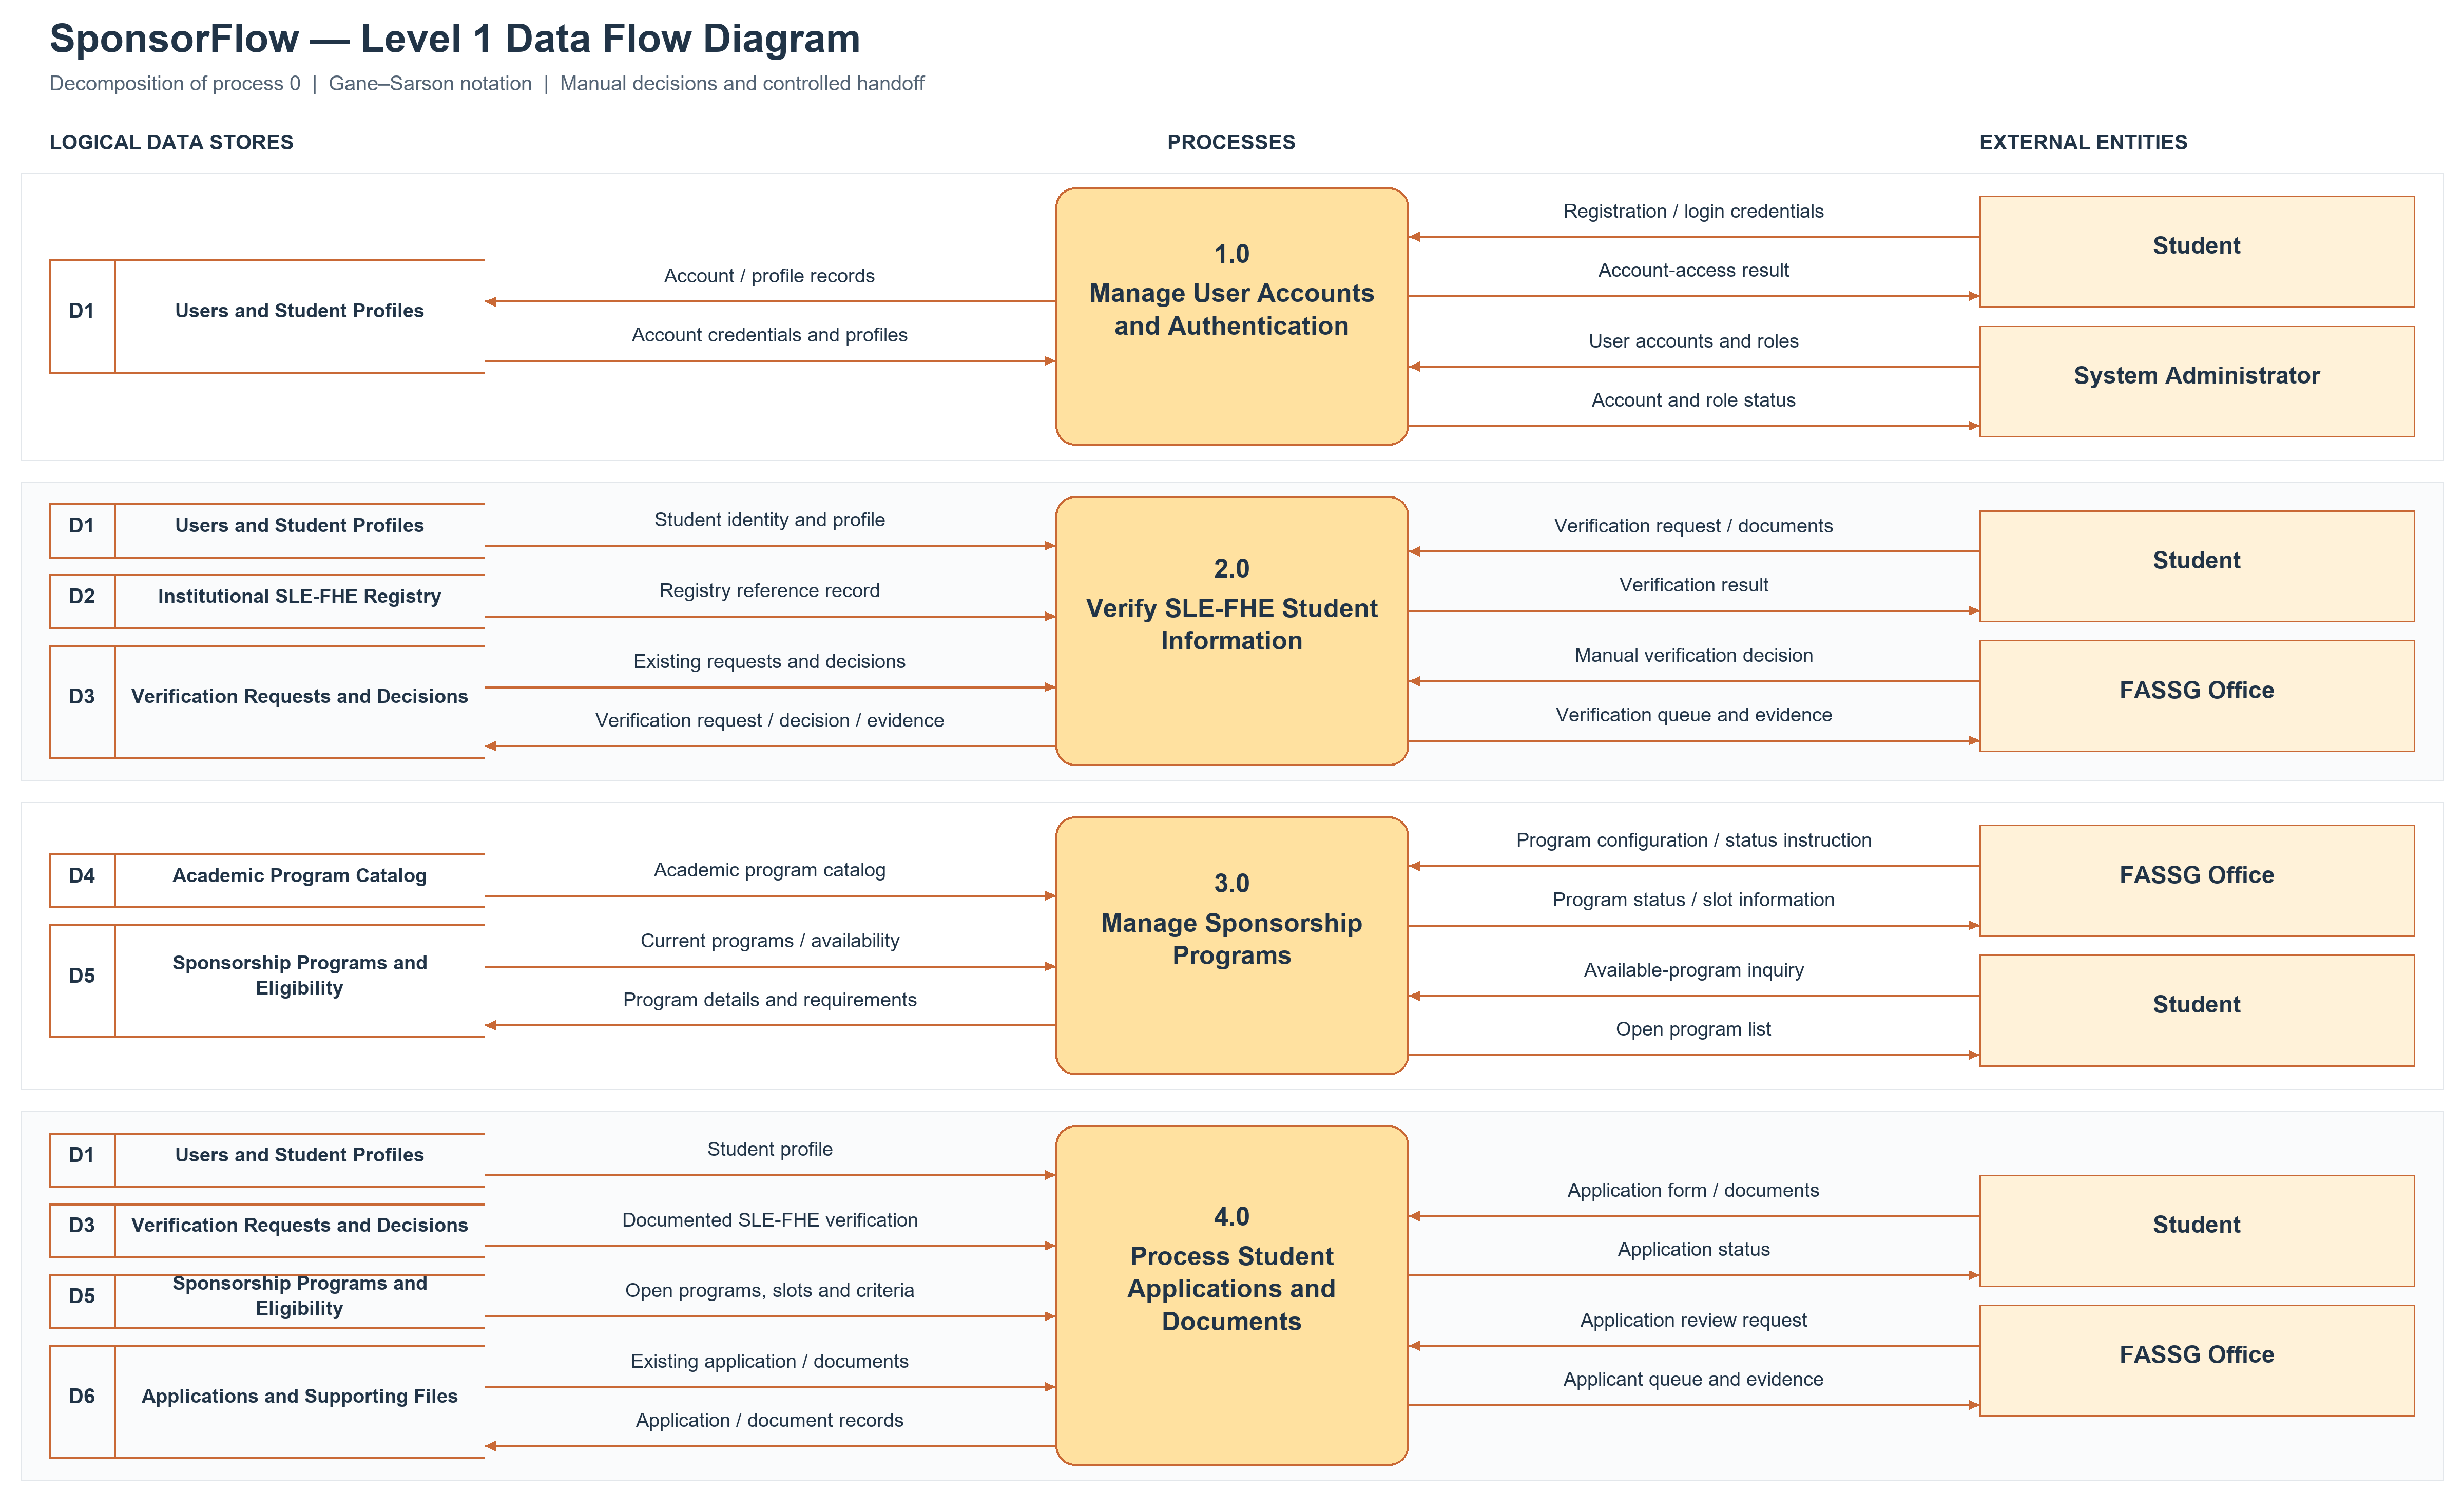 SponsorFlow — Level 1 Data Flow Diagram
Decomposition of process 0 | Gane–Sarson notation | Manual decisions and controlled handoff
LOGICAL DATA STORES
PROCESSES
EXTERNAL ENTITIES
D1
Users and Student Profiles
Account / profile records
Account credentials and profiles
1.0
Manage User Accounts
and Authentication
Registration / login credentials
Account-access result
User accounts and roles
Account and role status
Student
System Administrator
D1
Users and Student Profiles
D2
Institutional SLE-FHE Registry
D3
Verification Requests and Decisions
Student identity and profile
Registry reference record
Existing requests and decisions
Verification request / decision / evidence
2.0
Verify SLE-FHE Student
Information
Verification request / documents
Verification result
Manual verification decision
Verification queue and evidence
Student
FASSG Office
D4
Academic Program Catalog
D5
Sponsorship Programs and
Eligibility
Academic program catalog
Current programs / availability
Program details and requirements
3.0
Manage Sponsorship
Programs
Program configuration / status instruction
Program status / slot information
Available-program inquiry
Open program list
FASSG Office
Student
D1
Users and Student Profiles
D3
Verification Requests and Decisions
D5
Sponsorship Programs and
Eligibility
D6
Applications and Supporting Files
Student profile
Documented SLE-FHE verification
Open programs, slots and criteria
Existing application / documents
Application / document records
4.0
Process Student
Applications and
Documents
Application form / documents
Application status
Application review request
Applicant queue and evidence
Student
FASSG Office